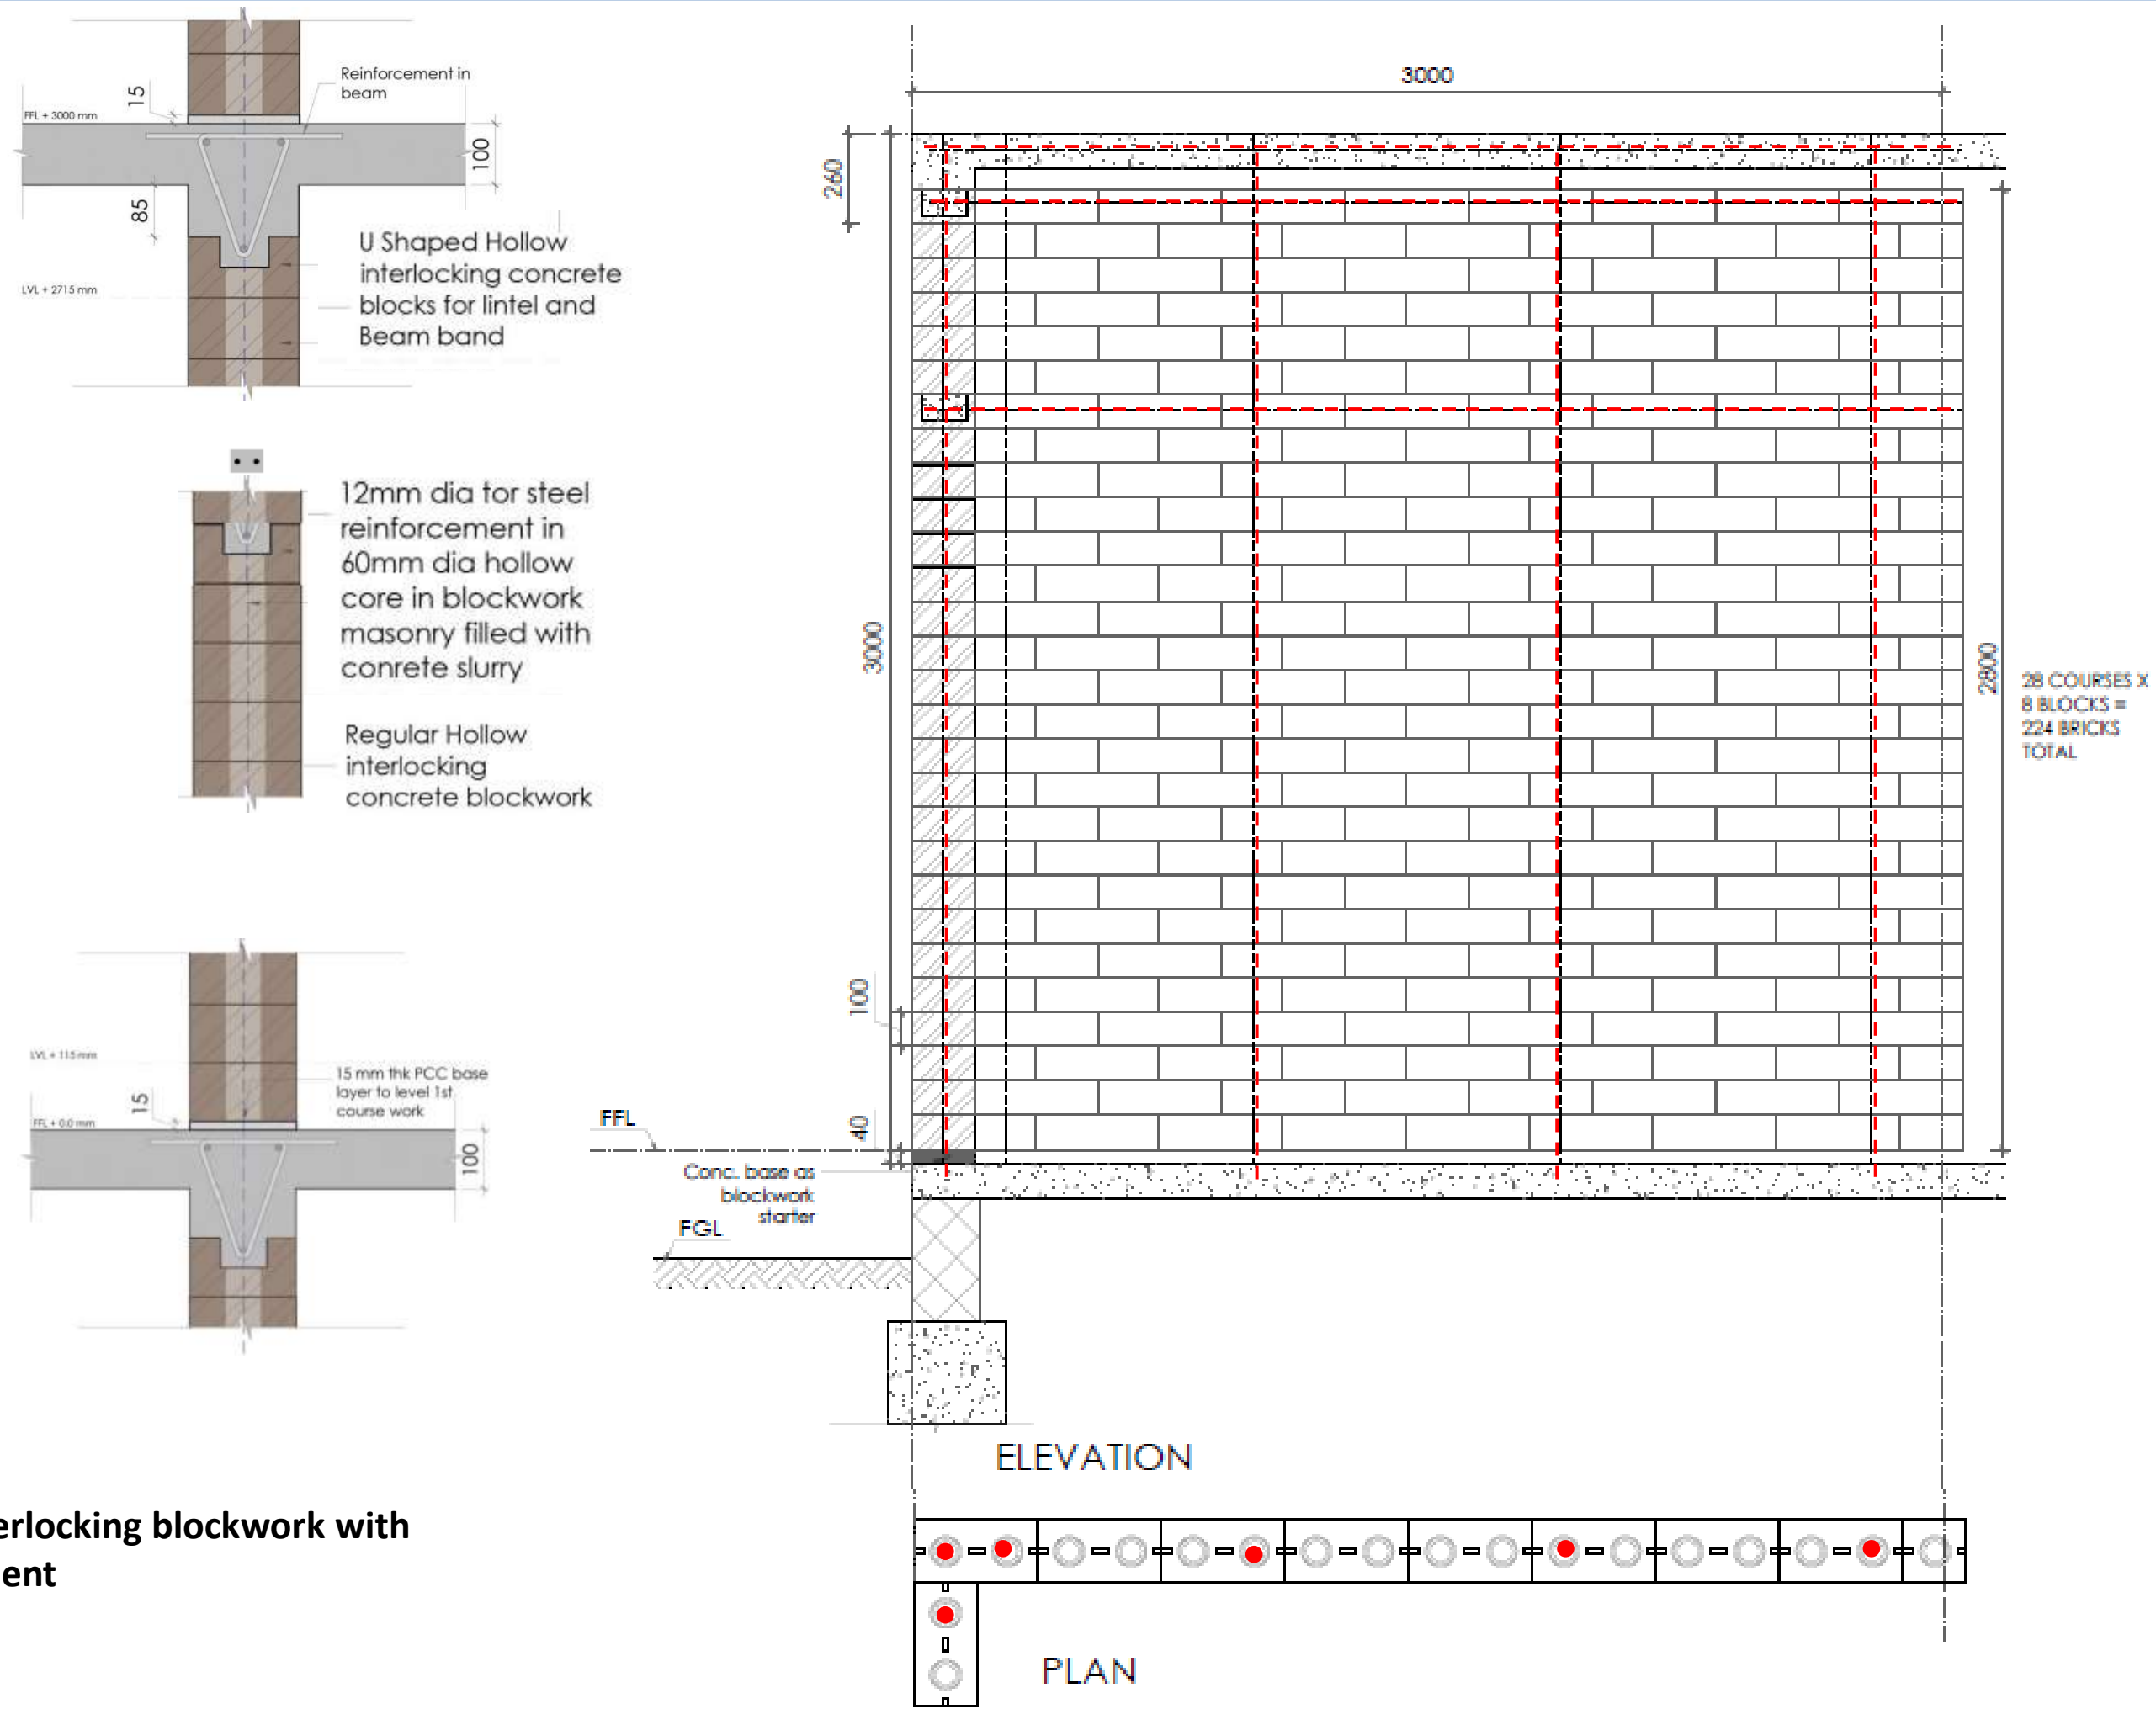 15
Reinforcement in
beam
FFL + 3000 mm
100
85
U Shaped Hollow
interlocking concrete
blocks for lintel and
Beam band
LVL + 2715 mm
12mm dia tor steel
reinforcement in
60mm dia hollow
core in blockwork
masonry filled with
conrete slurry
Regular Hollow
interlocking
concrete blockwork
LVL + 115 mm
15 mm thk PCC base
layer to level 1st
course work
15
FFL + 0.0 mm
100
3000
260
3000
2800
28 COURSES X
8 BLOCKS =
224 BRICKS
TOTAL
100
40
FFL
Conc. base as
blockwork
starter
FGL
ELEVATION
PLAN
erlocking blockwork with
ent